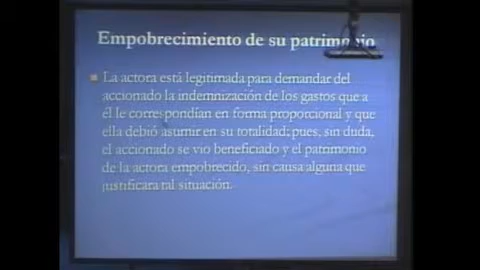 Empobrecimiento de su patrimonio
La actora está legitimada para demandar del
accionado la indemnización de los gastos que a
él le correspondían en forma proporcional y que
ella debió asumir en su totalidad; pues, sin duda,
el accionado se vio beneficiado y el patrimonio
de la actora empobrecido, sin causa alguna que
justificara tal situación.